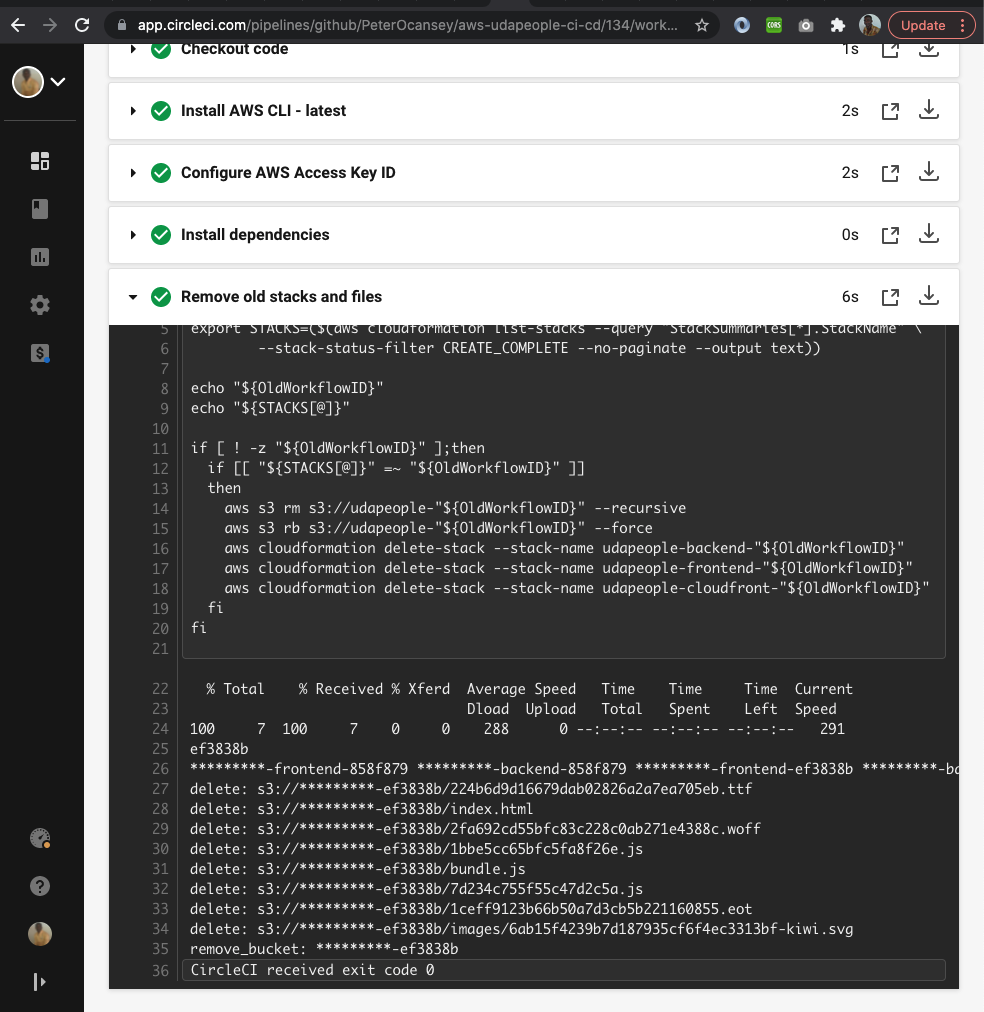 app.circleci.com/pipelines/github/PeterOcansey/aws-udapeople-ci-cd/134/work...
CORS
Update
Checkout code 1s
Install AWS CLI - latest 2s
Configure AWS Access Key ID 2s
Install dependencies 0s
Remove old stacks and files 6s
5 export STACKS=($(aws cloudformation list-stacks --query "StackSummaries[*].StackName" \
6 --stack-status-filter CREATE_COMPLETE --no-paginate --output text))
7
8 echo "${OldWorkflowID}"
9 echo "${STACKS[@]}"
10
11 if [ ! -z "${OldWorkflowID}" ];then
12 if [[ "${STACKS[@]}" =~ "${OldWorkflowID}" ]]
13 then
14 aws s3 rm s3://udapeople-"${OldWorkflowID}" --recursive
15 aws s3 rb s3://udapeople-"${OldWorkflowID}" --force
16 aws cloudformation delete-stack --stack-name udapeople-backend-"${OldWorkflowID}"
17 aws cloudformation delete-stack --stack-name udapeople-frontend-"${OldWorkflowID}"
18 aws cloudformation delete-stack --stack-name udapeople-cloudfront-"${OldWorkflowID}"
19 fi
20 fi
21
22 % Total % Received % Xferd Average Speed Time Time Time Current
23 Dload Upload Total Spent Left Speed
24 100 7 100 7 0 0 288 0 --:--:-- --:--:-- --:--:-- 291
25 ef3838b
26 *********-frontend-858f879 *********-backend-858f879 *********-frontend-ef3838b *********-ba
27 delete: s3://*********-ef3838b/224b6d9d16679dab02826a2a7ea705eb.ttf
28 delete: s3://*********-ef3838b/index.html
29 delete: s3://*********-ef3838b/2fa692cd55bfc83c228c0ab271e4388c.woff
30 delete: s3://*********-ef3838b/1bbe5cc65bfc5fa8f26e.js
31 delete: s3://*********-ef3838b/bundle.js
32 delete: s3://*********-ef3838b/7d234c755f55c47d2c5a.js
33 delete: s3://*********-ef3838b/1ceff9123b66b50a7d3cb5b221160855.eot
34 delete: s3://*********-ef3838b/images/6ab15f4239b7d187935cf6f4ec3313bf-kiwi.svg
35 remove_bucket: *********-ef3838b
36 CircleCI received exit code 0